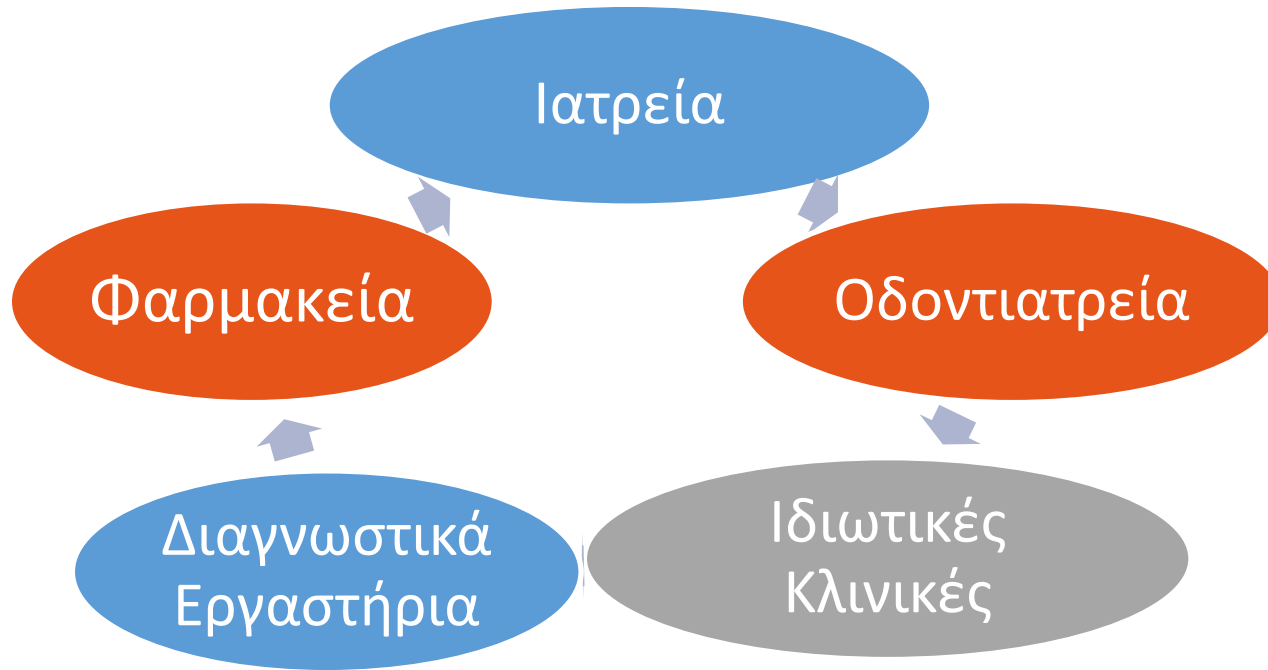 Ιατρεία
Φαρμακεία
Οδοντιατρεία
Διαγνωστικά
Εργαστήρια
Ιδιωτικές
Κλινικές